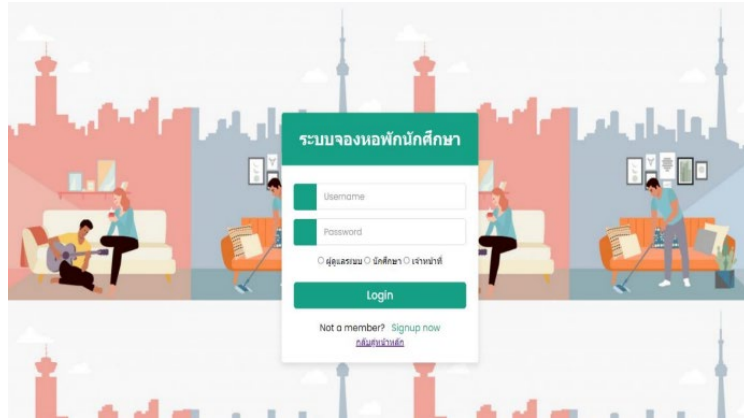 ระบบจองหอพักนักศึกษา
Username
Password
ผู้ดูแลระบบ นักศึกษา เจ้าหน้าที่
Login
Not a member? Signup now
กลับสู่หน้าหลัก